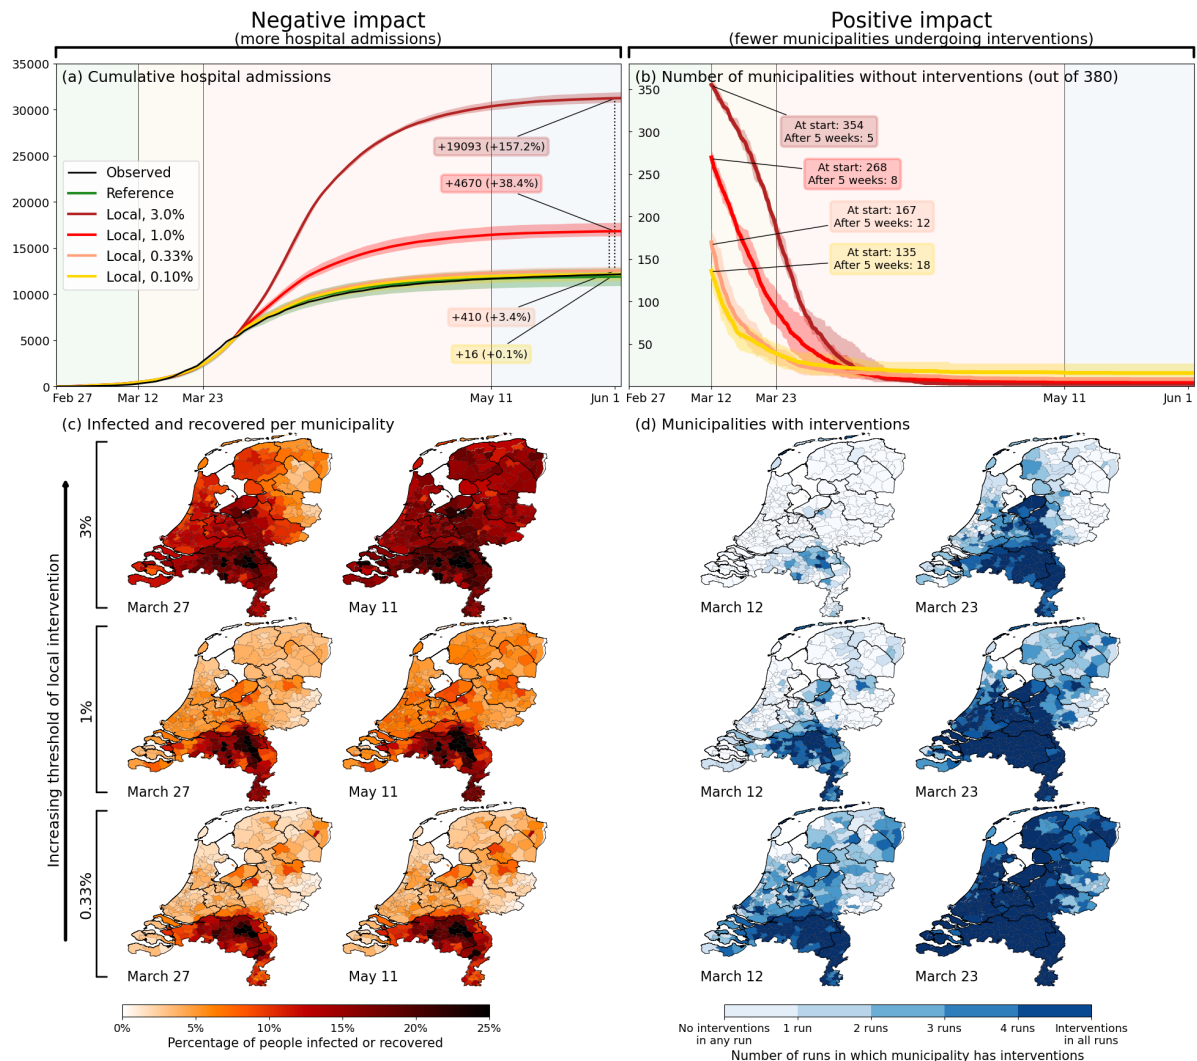 Negative impact
(more hospital admissions)
Positive impact
(fewer municipalities undergoing interventions)
(a) Cumulative hospital admissions
35000
30000
25000
20000
15000
10000
5000
0
Observed
Reference
Local, 3.0%
Local, 1.0%
Local, 0.33%
Local, 0.10%
+19093 (+157.2%)
+4670 (+38.4%)
+410 (+3.4%)
+16 (+0.1%)
Feb 27
Mar 12
Mar 23
May 11
Jun 1
(b) Number of municipalities without interventions (out of 380)
350
300
250
200
150
100
50
At start: 354
After 5 weeks: 5
At start: 268
After 5 weeks: 8
At start: 167
After 5 weeks: 12
At start: 135
After 5 weeks: 18
Feb 27
Mar 12
Mar 23
May 11
Jun 1
(c) Infected and recovered per municipality
Increasing threshold of local intervention
3%
March 27
May 11
1%
March 27
May 11
0.33%
March 27
May 11
0%
5%
10%
15%
20%
25%
Percentage of people infected or recovered
(d) Municipalities with interventions
March 12
March 23
March 12
March 23
March 12
March 23
No interventions
in any run
1 run
2 runs
3 runs
4 runs
Interventions
in all runs
Number of runs in which municipality has interventions